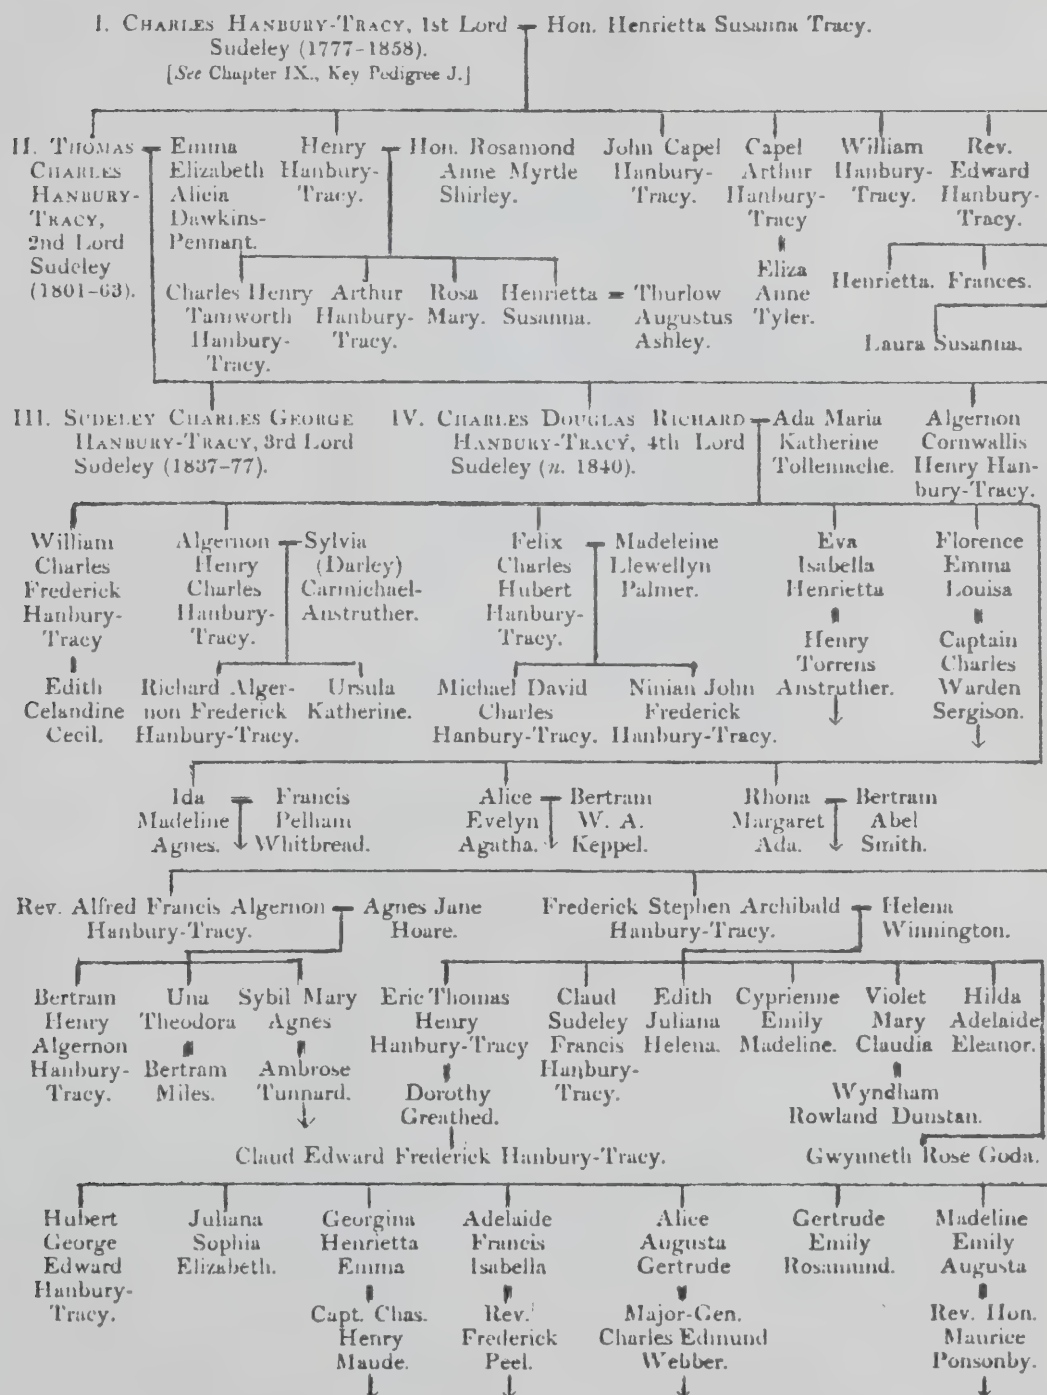 I. CHARLES HANBURY-TRACY, 1st Lord Sudeley (1777-1858).
[See Chapter IX., Key Pedigree J.]
Hon. Henrietta Susanna Tracy.
II. THOMAS CHARLES HANBURY-TRACY, 2nd Lord Sudeley (1801-63).
Emma Elizabeth Alicia Dawkins-Pennant.
Henry Hanbury-Tracy.
Hon. Rosamond Anne Myrtle Shirley.
John Capel Hanbury-Tracy.
Capel Arthur Hanbury-Tracy
Eliza Anne Tyler.
William Hanbury-Tracy.
Rev. Edward Hanbury-Tracy.
Charles Henry Tamworth Hanbury-Tracy.
Arthur Hanbury-Tracy.
Rosa Mary.
Henrietta Susanna.
Thurlow Augustus Ashley.
Henrietta.
Frances.
Laura Susanna.
III. SUDELEY CHARLES GEORGE HANBURY-TRACY, 3rd Lord Sudeley (1837-77).
IV. CHARLES DOUGLAS RICHARD HANBURY-TRACY, 4th Lord Sudeley (n. 1840).
Ada Maria Katherine Tollemache.
Algernon Cornwallis Henry Hanbury-Tracy.
William Charles Frederick Hanbury-Tracy
Edith Celandine Cecil.
Algernon Henry Charles Hanbury-Tracy.
Sylvia (Darley) Carmichael-Anstruther.
Richard Algernon Frederick Hanbury-Tracy.
Ursula Katherine.
Felix Charles Hubert Hanbury-Tracy.
Madeleine Llewellyn Palmer.
Michael David Charles Hanbury-Tracy.
Ninian John Frederick Hanbury-Tracy.
Eva Isabella Henrietta
Henry Torrens Anstruther.
Florence Emma Louisa
Captain Charles Warden Sergison.
Ida Madeline Agnes.
Francis Pelham Whitbread.
Alice Evelyn Agatha.
Bertram W. A. Keppel.
Rhona Margaret Ada.
Bertram Abel Smith.
Rev. Alfred Francis Algernon Hanbury-Tracy.
Agnes Jane Hoare.
Frederick Stephen Archibald Hanbury-Tracy.
Helena Winnington.
Bertram Henry Algernon Hanbury-Tracy.
Una Theodora
Bertram Miles.
Sybil Mary Agnes
Ambrose Tunnard.
Eric Thomas Henry Hanbury-Tracy
Dorothy Greathed.
Claud Sudeley Francis Hanbury-Tracy.
Edith Juliana Helena.
Cyprienne Emily Madeline.
Violet Mary Claudia
Wyndham Rowland Dunstan.
Hilda Adelaide Eleanor.
Claud Edward Frederick Hanbury-Tracy.
Gwynneth Rose Goda.
Hubert George Edward Hanbury-Tracy.
Juliana Sophia Elizabeth.
Georgina Henrietta Emma
Capt. Chas. Henry Maude.
Adelaide Francis Isabella
Rev. Frederick Peel.
Alice Augusta Gertrude
Major-Gen. Charles Edmund Webber.
Gertrude Emily Rosamund.
Madeline Emily Augusta
Rev. Hon. Maurice Ponsonby.